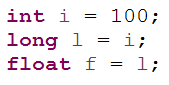 int i = 100;
long l = i;
float f = l;